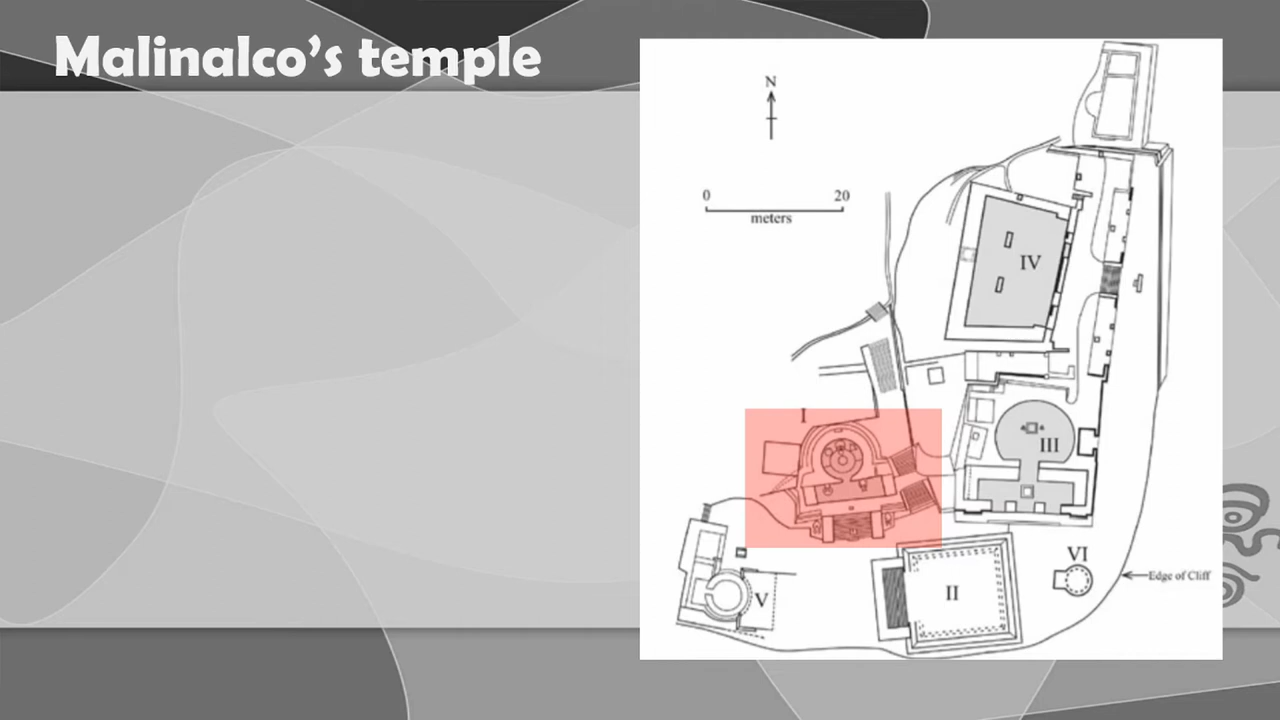 Malinalco’s temple
N
0 20
meters
IV
I
III
VI
Edge of Cliff
II
V